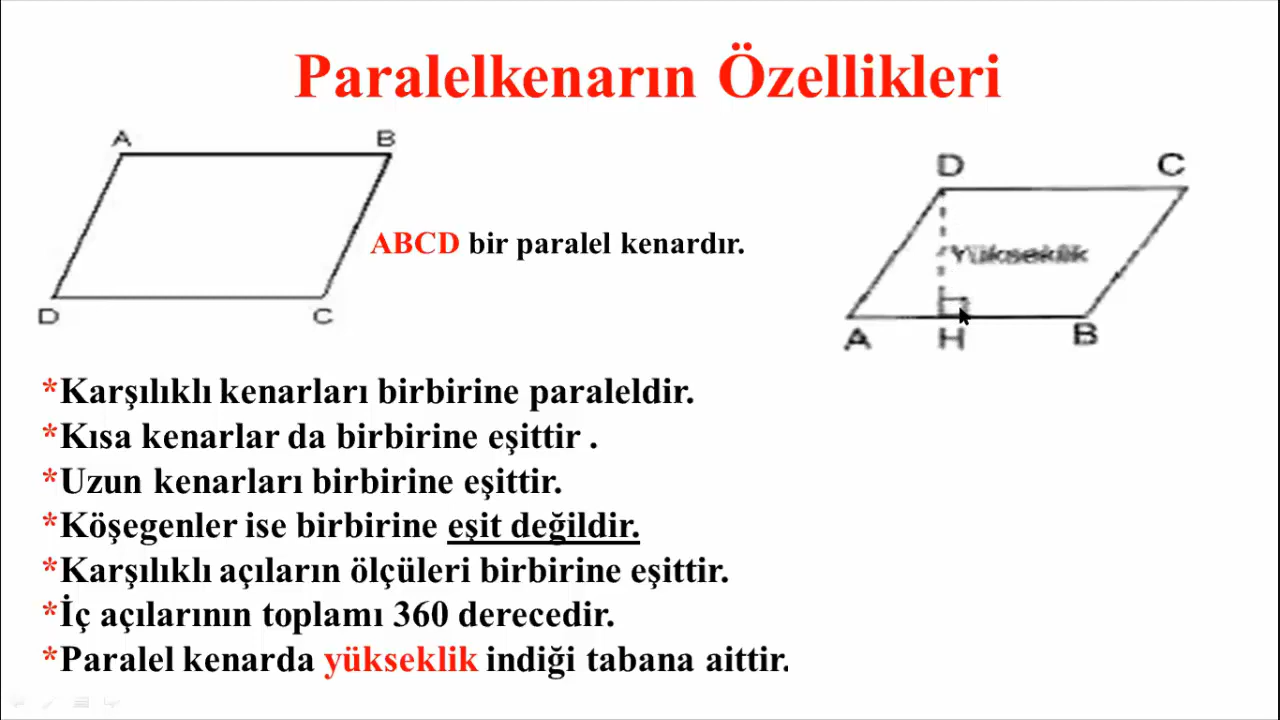 Paralelkenarın Özellikleri
A B
D C
ABCD bir paralel kenardır.
D C
Yükseklik
A H B
*Karşılıklı kenarları birbirine paraleldir.
*Kısa kenarlar da birbirine eşittir .
*Uzun kenarları birbirine eşittir.
*Köşegenler ise birbirine eşit değildir.
*Karşılıklı açıların ölçüleri birbirine eşittir.
*İç açılarının toplamı 360 derecedir.
*Paralel kenarda yükseklik indiği tabana aittir.